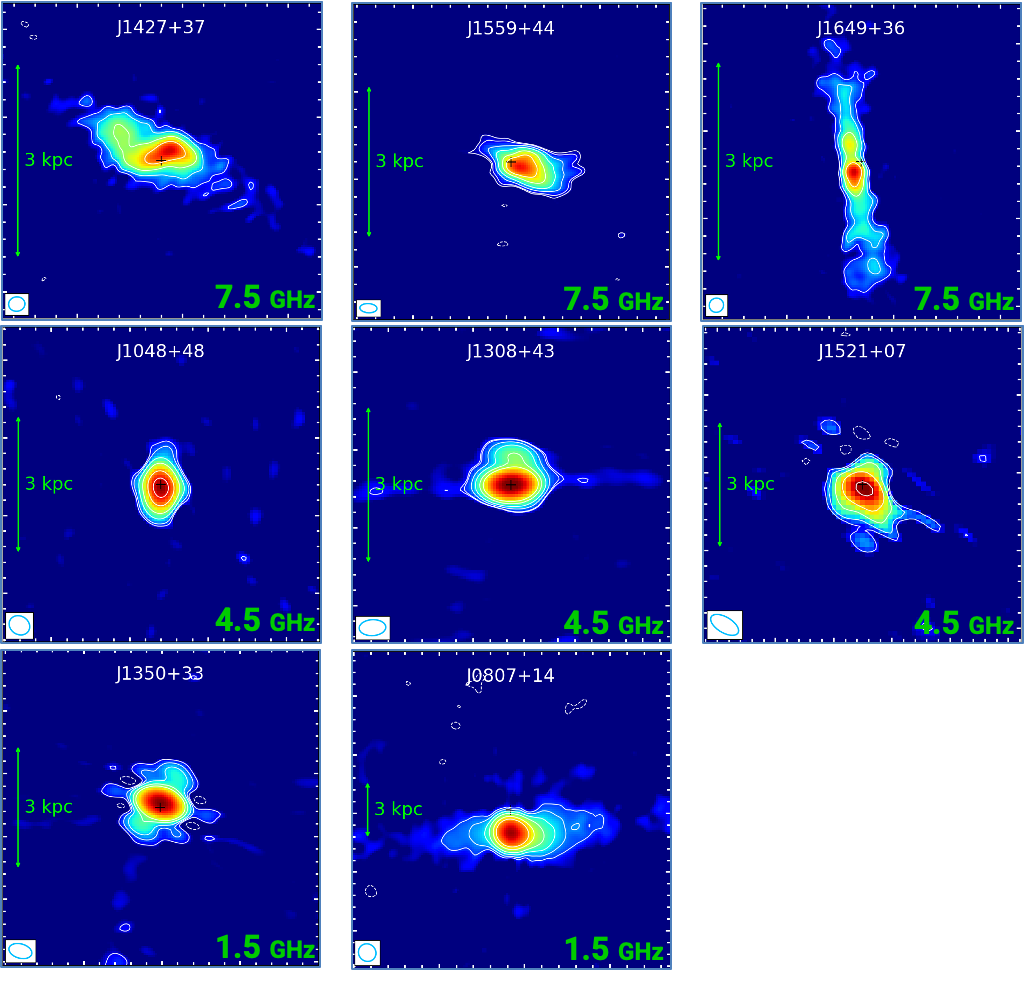 J1427+37
3 kpc
7.5 GHz
J1559+44
3 kpc
7.5 GHz
J1649+36
3 kpc
7.5 GHz
J1048+48
3 kpc
4.5 GHz
J1308+43
3 kpc
4.5 GHz
J1521+07
3 kpc
4.5 GHz
J1350+33
3 kpc
1.5 GHz
J0807+14
3 kpc
1.5 GHz